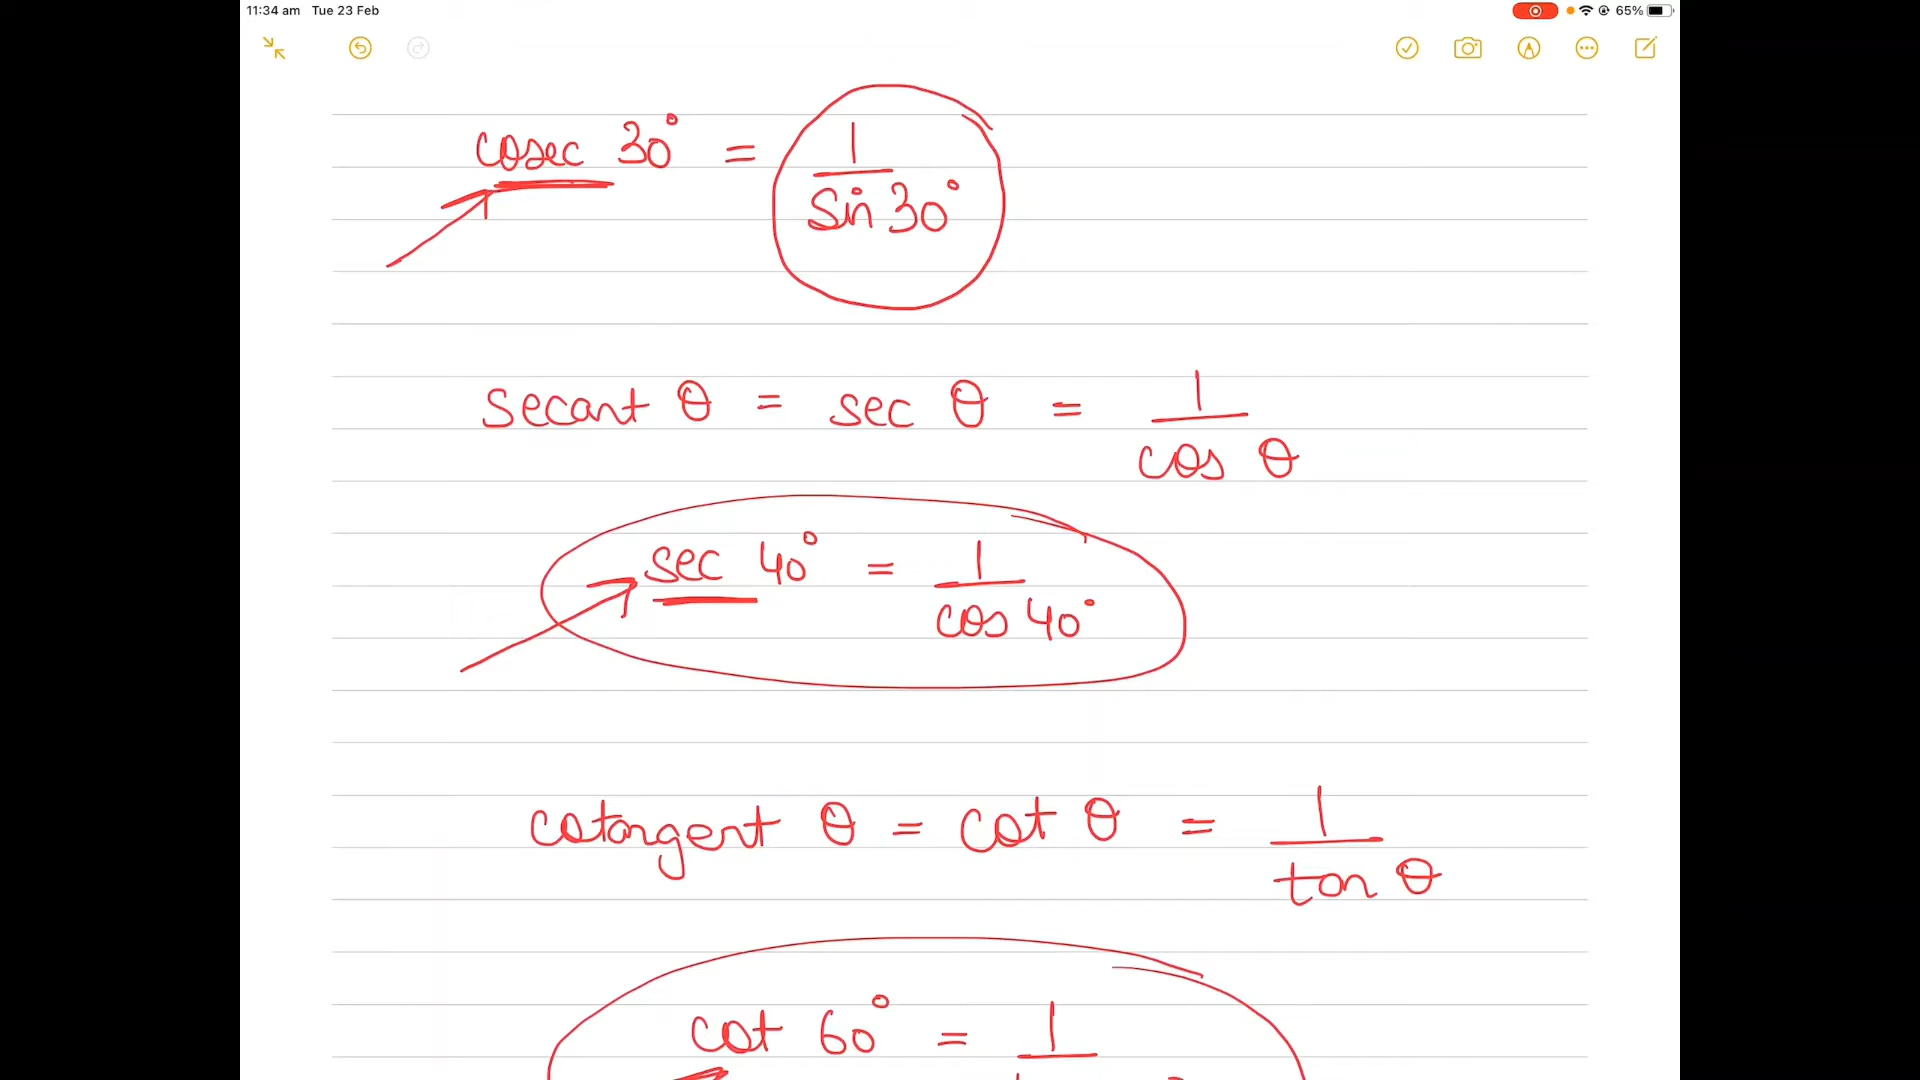 11:34 am Tue 23 Feb 65%
cosec 30° = 1
sin 30°
secant θ = sec θ = 1
cos θ
sec 40° = 1
cos 40°
cotangent θ = cot θ = 1
tan θ
cot 60° = 1